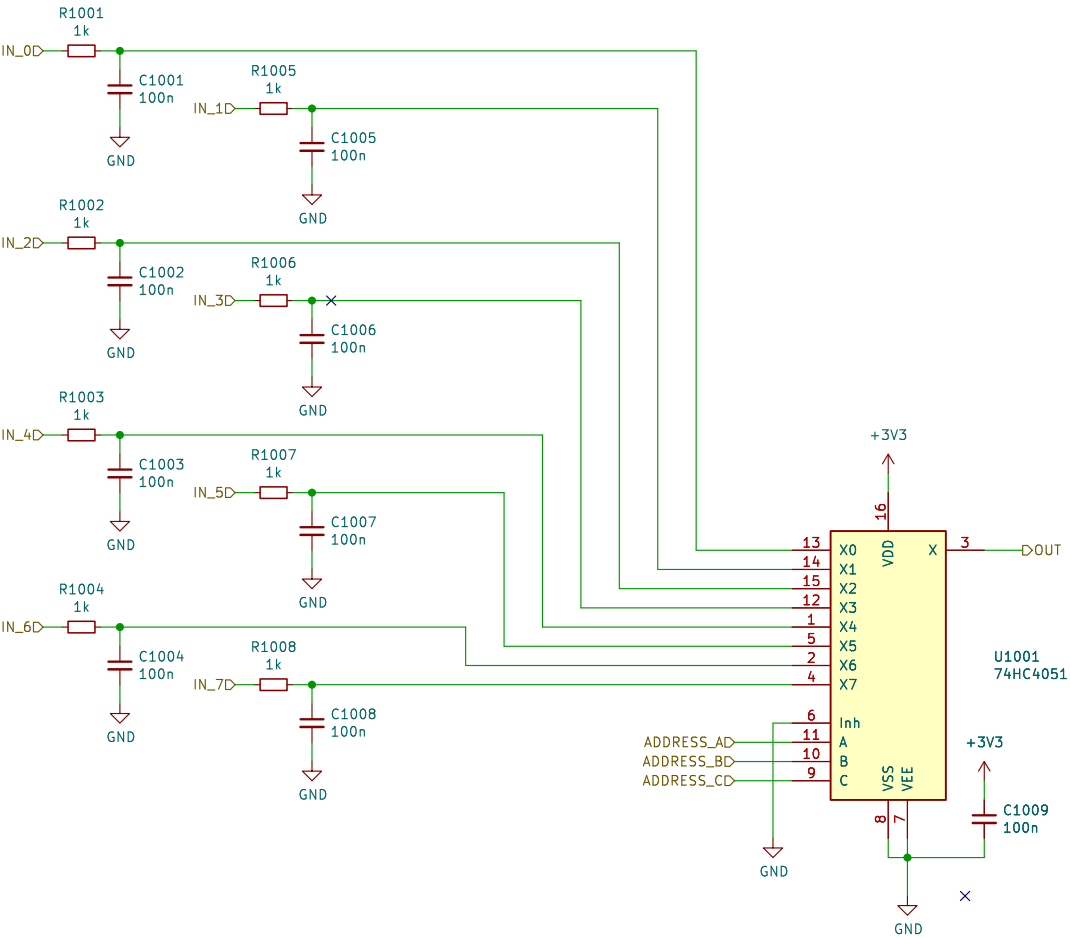 R1001
1k
IN_0
C1001
100n
GND
R1005
1k
IN_1
C1005
100n
GND
R1002
1k
IN_2
C1002
100n
GND
R1006
1k
IN_3
C1006
100n
GND
R1003
1k
IN_4
C1003
100n
GND
R1007
1k
IN_5
C1007
100n
GND
R1004
1k
IN_6
C1004
100n
GND
R1008
1k
IN_7
C1008
100n
GND
+3V3
16
VDD
13 X0
14 X1
15 X2
12 X3
1 X4
5 X5
2 X6
4 X7
6 Inh
ADDRESS_A 11 A
ADDRESS_B 10 B
ADDRESS_C 9 C
X 3 OUT
U1001
74HC4051
VSS VEE
8 7
GND
+3V3
C1009
100n
GND